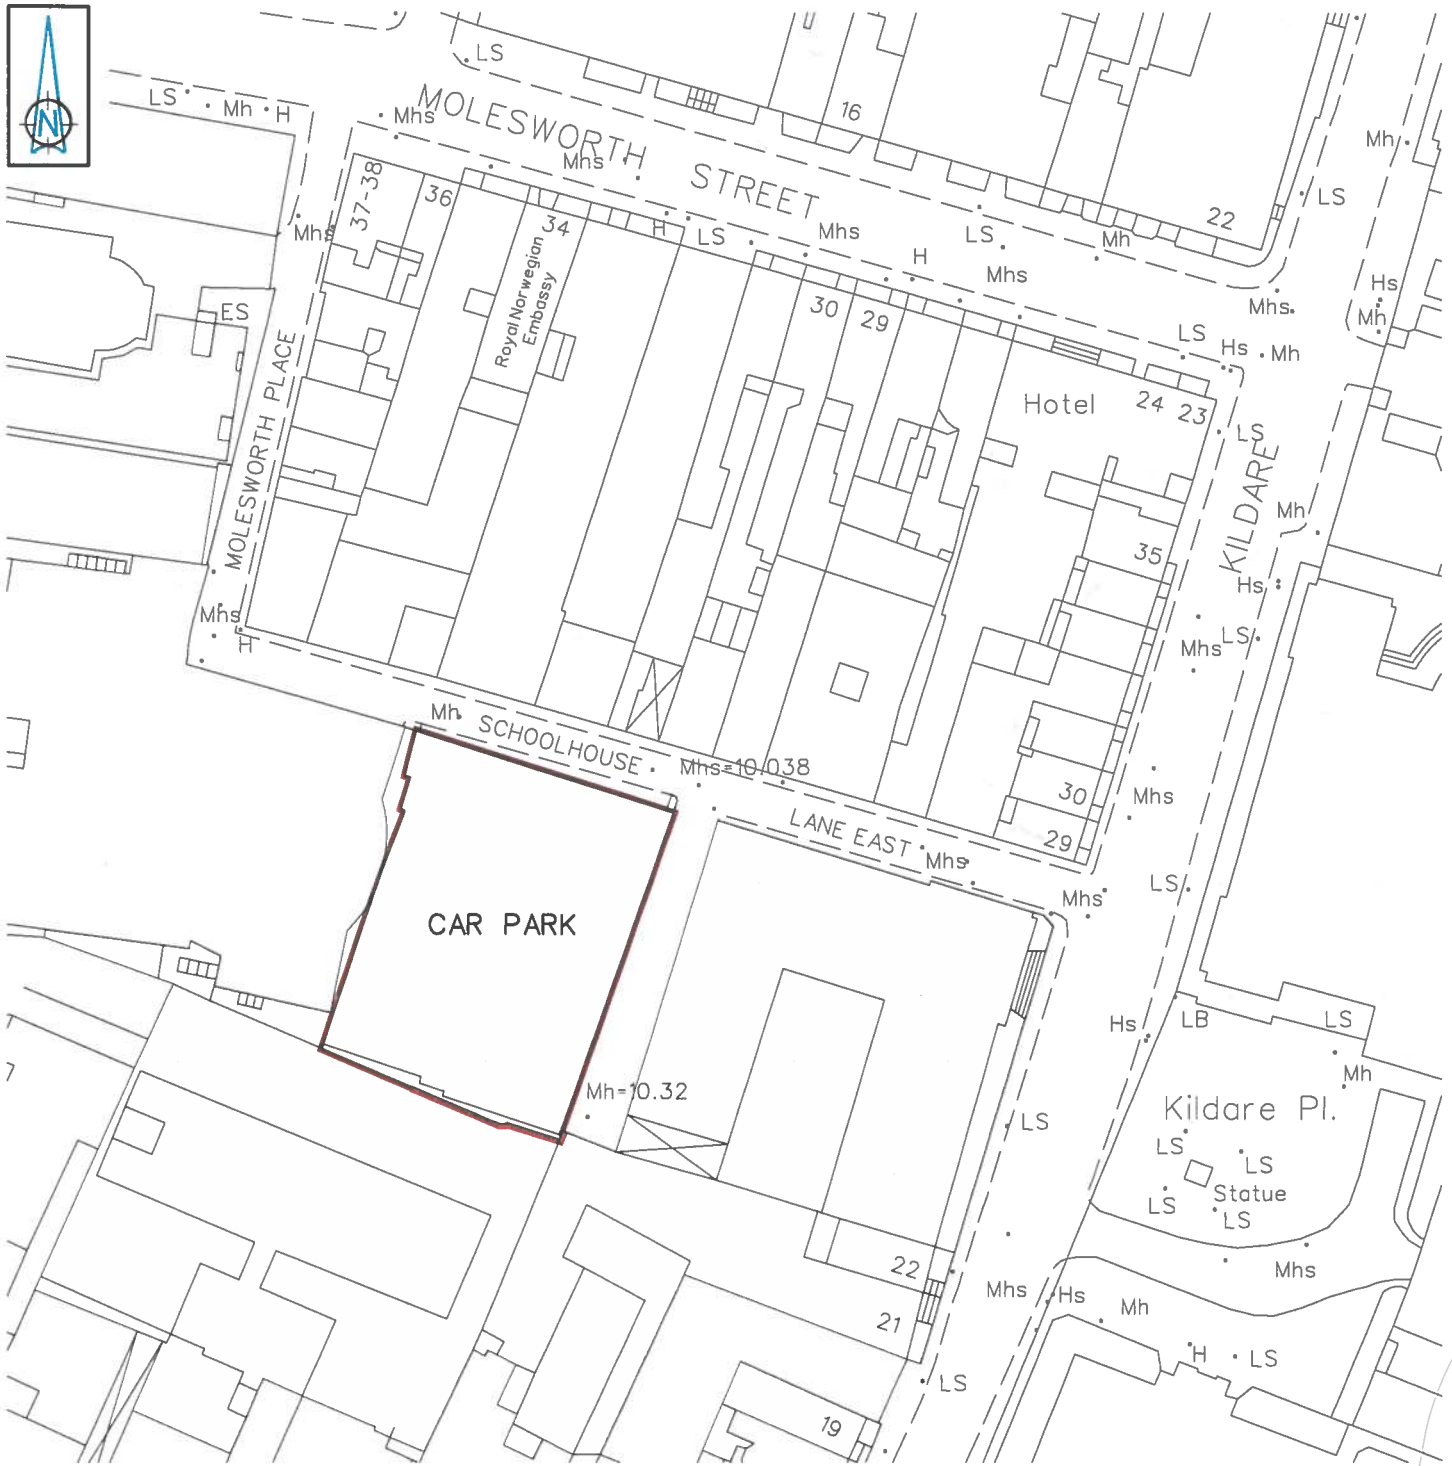 N
LS
LS
Mh
H
Mhs
MOLESWORTH STREET
16
Mh
Mhs
37-38
36
34
LS
22
Mhs
H
LS
Mhs
LS
Mh
H
Mhs
Royal Norwegian
Embassy
ES
30
29
Hs
Mhs
Mh
LS
Hs
Mh
MOLESWORTH PLACE
Hotel
24
23
LS
KILDARE
Mh
35
Hs
Mhs
H
LS
Mhs
Mh
SCHOOLHOUSE
Mhs=10.038
30
Mhs
LANE EAST
29
Mhs
LS
Mhs
CAR PARK
Hs
LB
LS
Mh
Mh=10.32
Kildare Pl.
LS
LS
LS
Statue
LS
LS
22
Mhs
Mhs
Hs
Mh
21
H
LS
LS
19